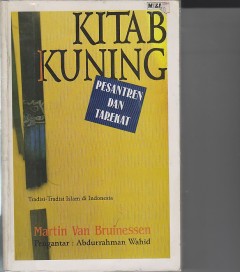 KITAB
KUNING
PESANTREN
DAN
TAREKAT
Tradisi-Tradisi Islam di Indonesia
Martin Van Bruinessen
Pengantar : Abdurrahman Wahid